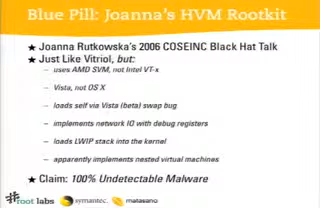 Blue Pill: Joanna's HVM Rootkit
★ Joanna Rutkowska's 2006 COSEINC Black Hat Talk
★ Just Like Vitriol, but:
– uses AMD SVM, not Intel VT-x
– Vista, not OS X
– loads self via Vista (beta) swap bug
– implements network IO with debug registers
– loads LWIP stack into the kernel
– apparently implements nested virtual machines
★ Claim: 100% Undetectable Malware
root labs symantec. matasano